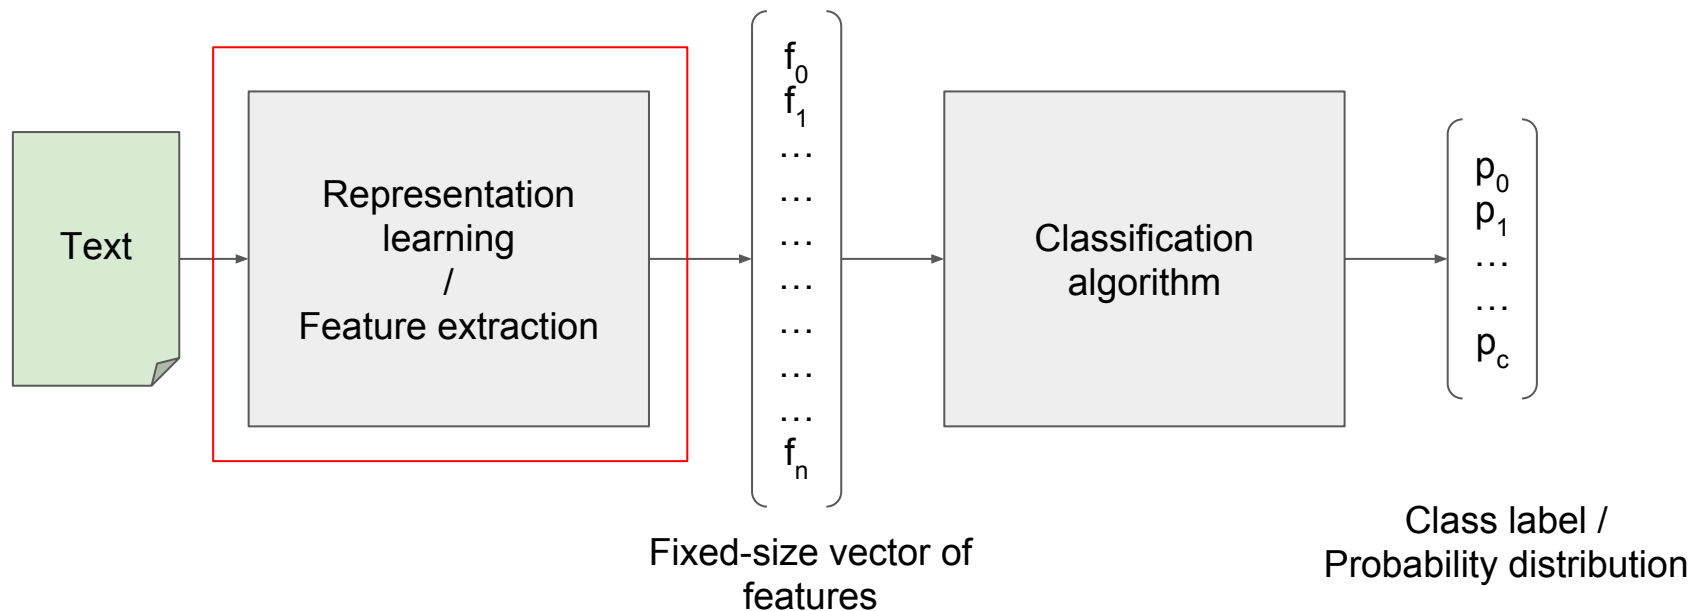 Text
Representation
learning
/
Feature extraction
f0
f1
...
...
...
...
...
...
...
fn
Fixed-size vector of
features
Classification
algorithm
p0
p1
...
...
pc
Class label /
Probability distribution